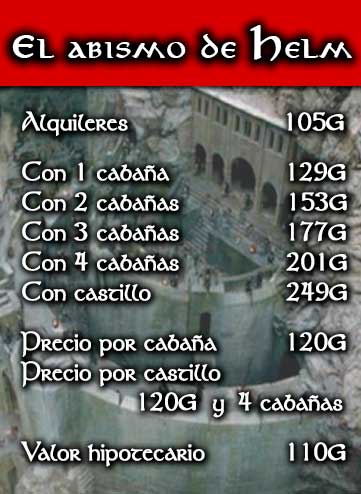 El abismo de Helm
Alquileres 105G
Con 1 cabaña 129G
Con 2 cabañas 153G
Con 3 cabañas 177G
Con 4 cabañas 201G
Con castillo 249G
Precio por cabaña 120G
Precio por castillo
120G y 4 cabañas
Valor hipotecario 110G